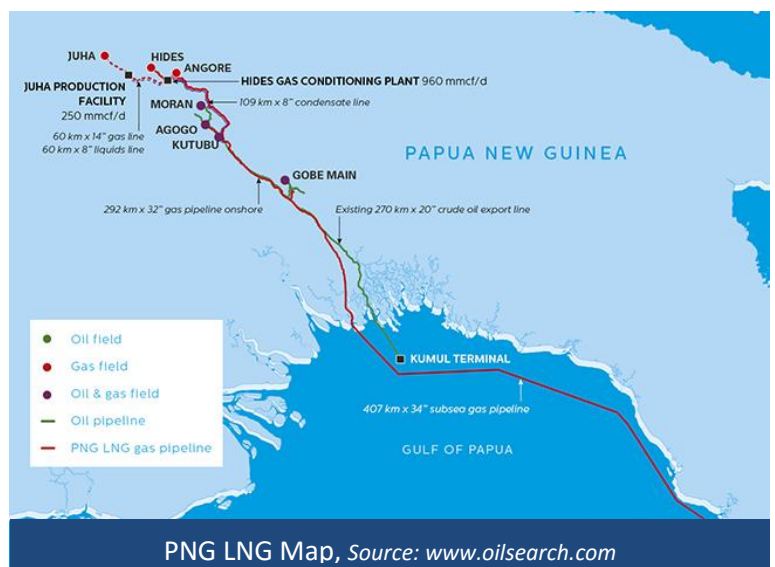 JUHA
HIDES
ANGORE
HIDES GAS CONDITIONING PLANT 960 mmcf/d
JUHA PRODUCTION
FACILITY
250 mmcf/d
109 km x 8" condensate line
MORAN
60 km x 14" gas line
60 km x 8" liquids line
AGOGO
KUTUBU
PAPUA NEW GUINEA
GOBE MAIN
292 km x 32" gas pipeline onshore
Existing 270 km x 20" crude oil export line
Oil field
Gas field
Oil & gas field
Oil pipeline
PNG LNG gas pipeline
KUMUL TERMINAL
407 km x 34" subsea gas pipeline
GULF OF PAPUA
PNG LNG Map, Source: www.oilsearch.com